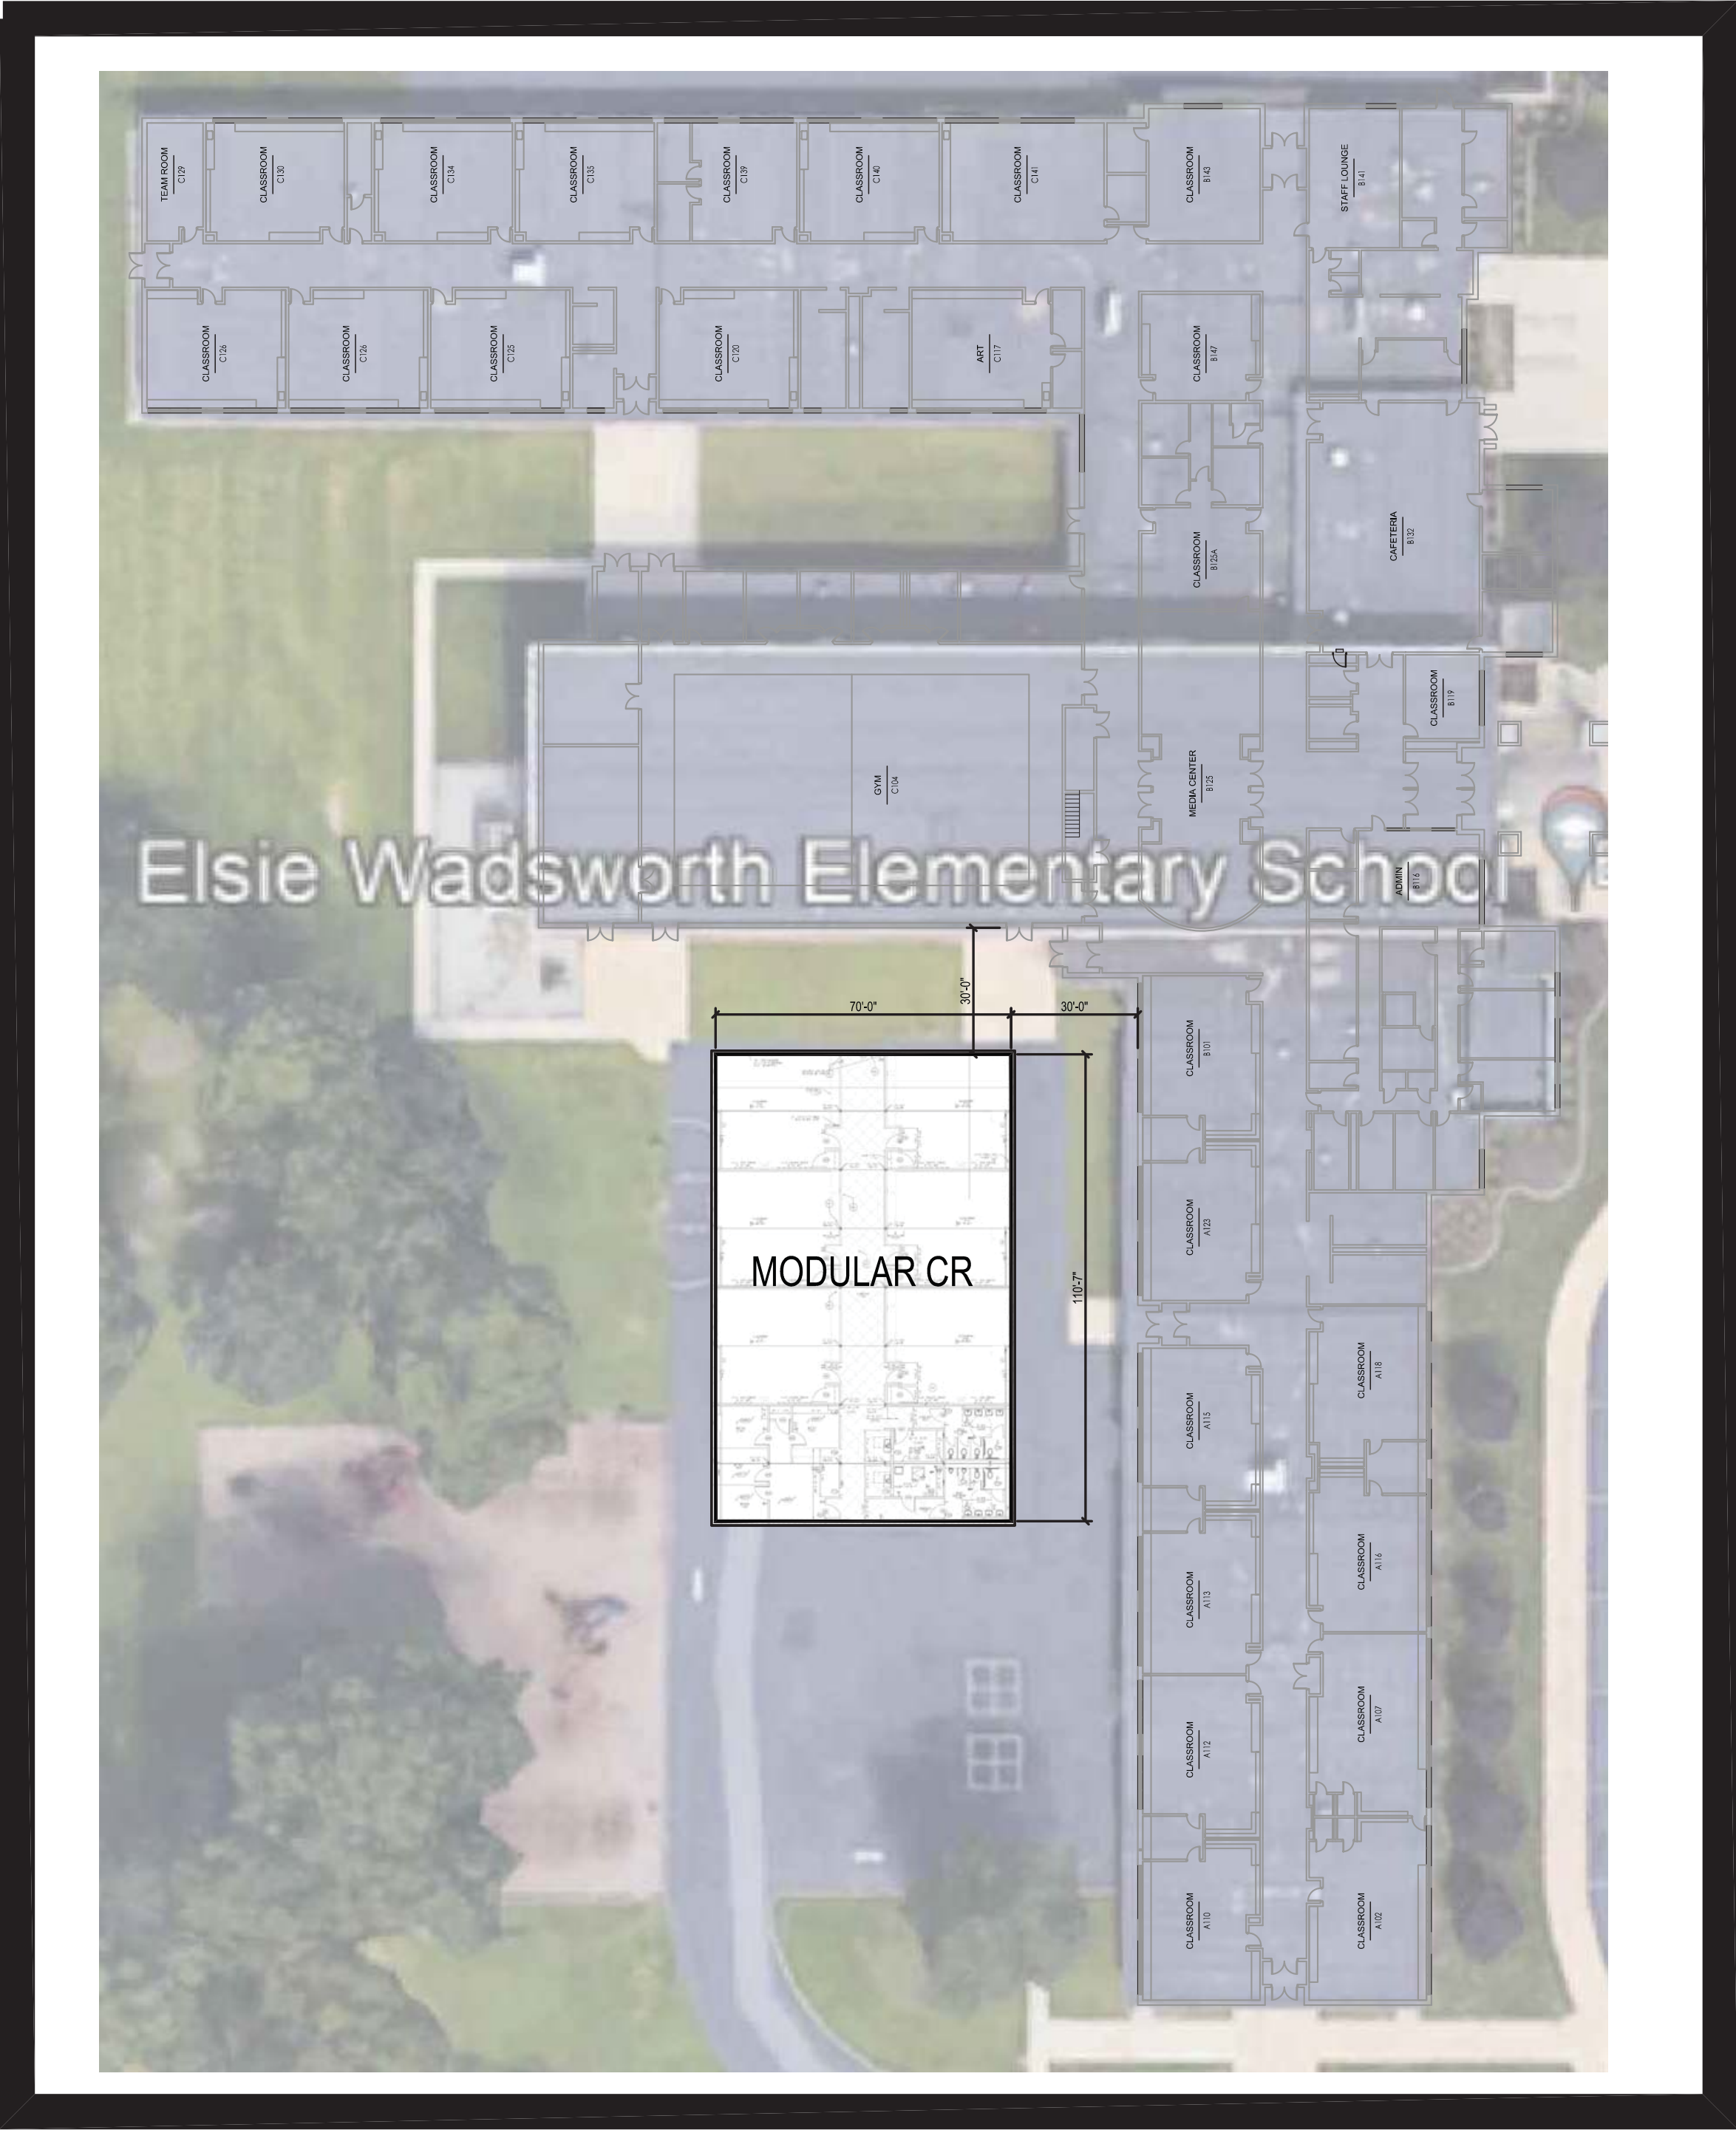 TEAM ROOM
C129
CLASSROOM
C130
CLASSROOM
C134
CLASSROOM
C135
CLASSROOM
C139
CLASSROOM
C140
CLASSROOM
C141
CLASSROOM
B143
STAFF LOUNGE
B141
CLASSROOM
C126
CLASSROOM
C126
CLASSROOM
C125
CLASSROOM
C120
ART
C117
CLASSROOM
B147
CLASSROOM
B125A
CAFETERIA
B132
CLASSROOM
B119
GYM
C104
MEDIA CENTER
B125
Elsie Wadsworth Elementary School
ADMIN
B116
30'-0"
70'-0"
30'-0"
CLASSROOM
B101
CLASSROOM
A123
MODULAR CR
110'-7"
CLASSROOM
A118
CLASSROOM
A115
CLASSROOM
A116
CLASSROOM
A113
CLASSROOM
A107
CLASSROOM
A112
CLASSROOM
A110
CLASSROOM
A102